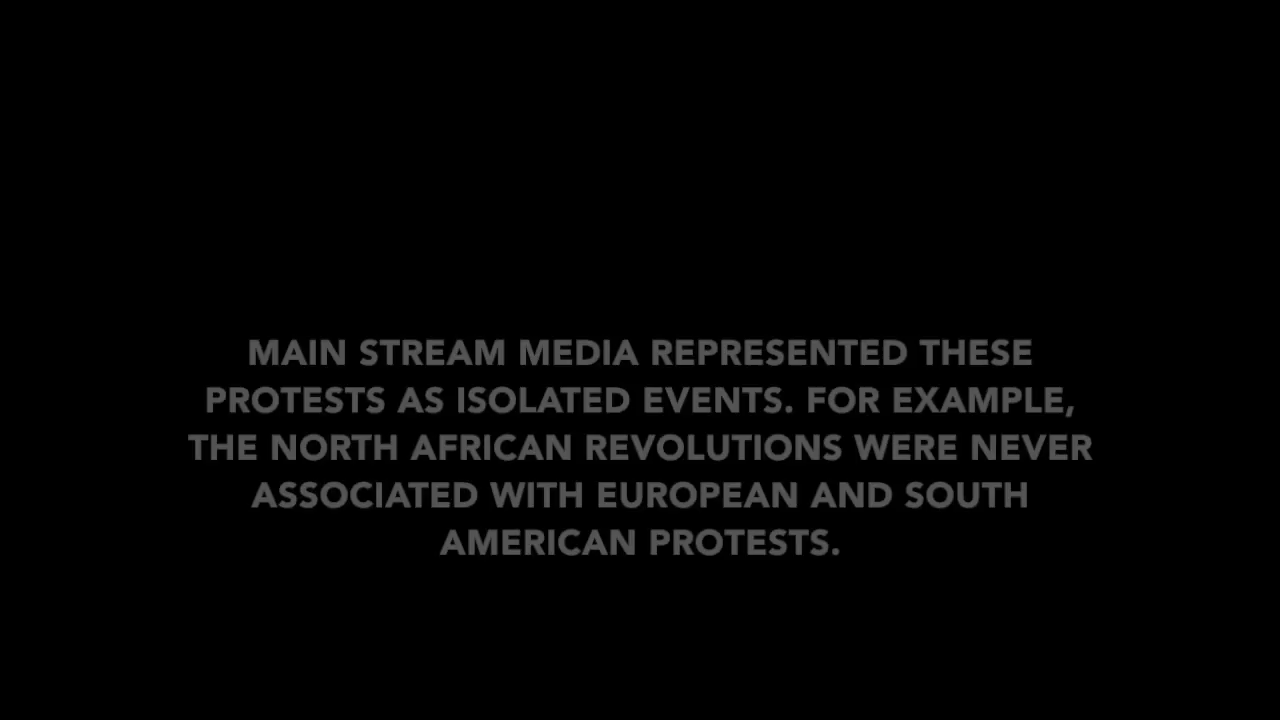 MAIN STREAM MEDIA REPRESENTED THESE
PROTESTS AS ISOLATED EVENTS. FOR EXAMPLE,
THE NORTH AFRICAN REVOLUTIONS WERE NEVER
ASSOCIATED WITH EUROPEAN AND SOUTH
AMERICAN PROTESTS.